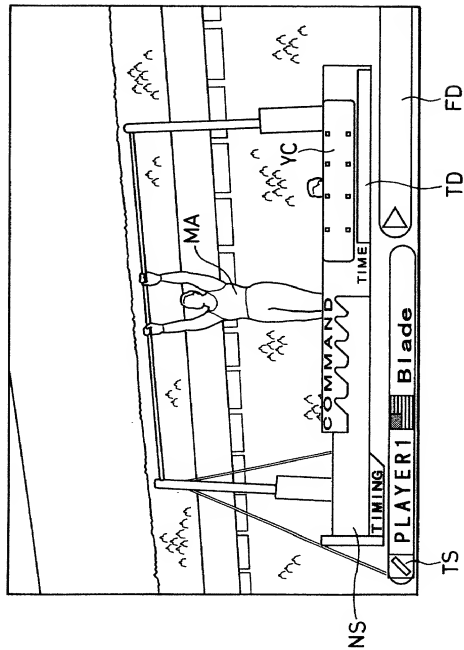 MA
YC
COMMAND
TIME
TIMING
PLAYER1 Blade
NS
TS
TD
FD